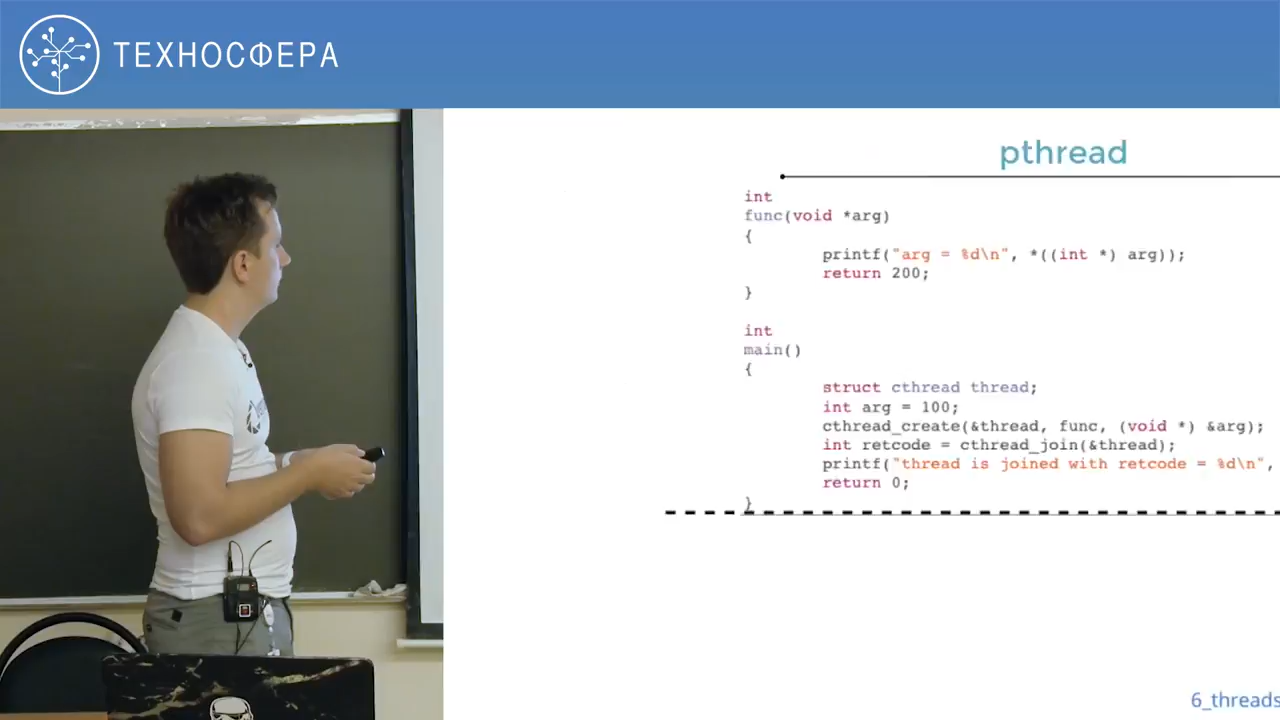 ТЕХНОСФЕРА
pthread
int
func(void *arg)
{
printf("arg = %d\n", *((int *) arg));
return 200;
}
int
main()
{
struct cthread thread;
int arg = 100;
cthread_create(&thread, func, (void *) &arg);
int retcode = cthread_join(&thread);
printf("thread is joined with retcode = %d\n",
return 0;
}
6_threads